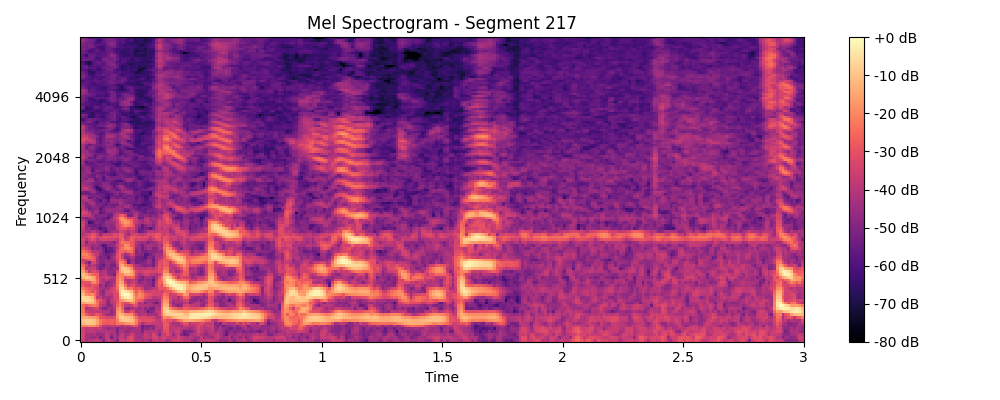 Mel Spectrogram - Segment 217
Frequency
4096
2048
1024
512
0
0
0.5
1
1.5
2
2.5
3
Time
+0 dB
-10 dB
-20 dB
-30 dB
-40 dB
-50 dB
-60 dB
-70 dB
-80 dB